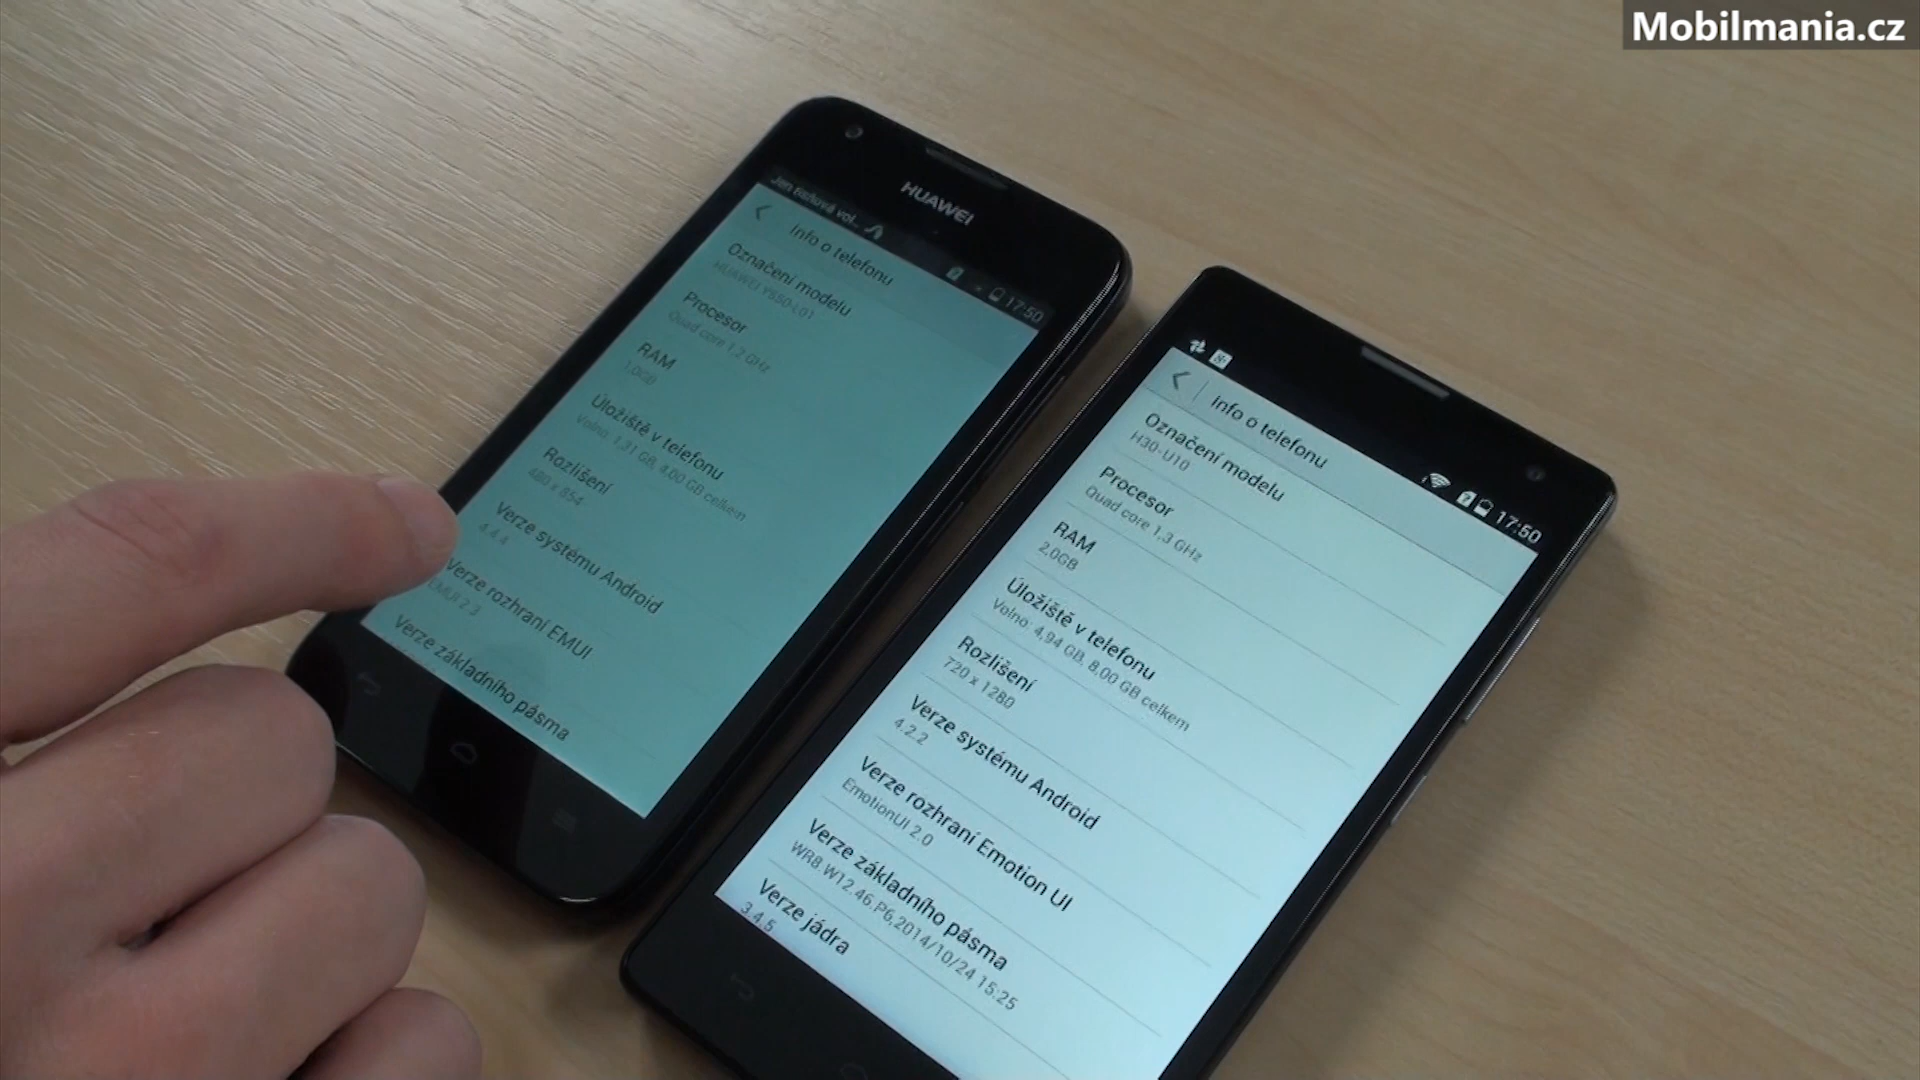 Mobilmania.cz
HUAWEI
Jen tísňová vol...
17:50
Info o telefonu
Označení modelu
HUAWEI Y550-L01
Procesor
Quad core 1,2 GHz
RAM
1,0GB
Úložiště v telefonu
Volno: 1,31 GB, 4,00 GB celkem
Rozlišení
480 x 854
Verze systému Android
4.4.4
Verze rozhraní EMUI
EMUI 2.3
Verze základního pásma
17:50
Info o telefonu
Označení modelu
H30-U10
Procesor
Quad core 1,3 GHz
RAM
2,0GB
Úložiště v telefonu
Volno: 4,94 GB, 8,00 GB celkem
Rozlišení
720 x 1280
Verze systému Android
4.2.2
Verze rozhraní Emotion UI
EmotionUI 2.0
Verze základního pásma
WR8.W12.46.P6,2014/10/24 15:25
Verze jádra
3.4.5